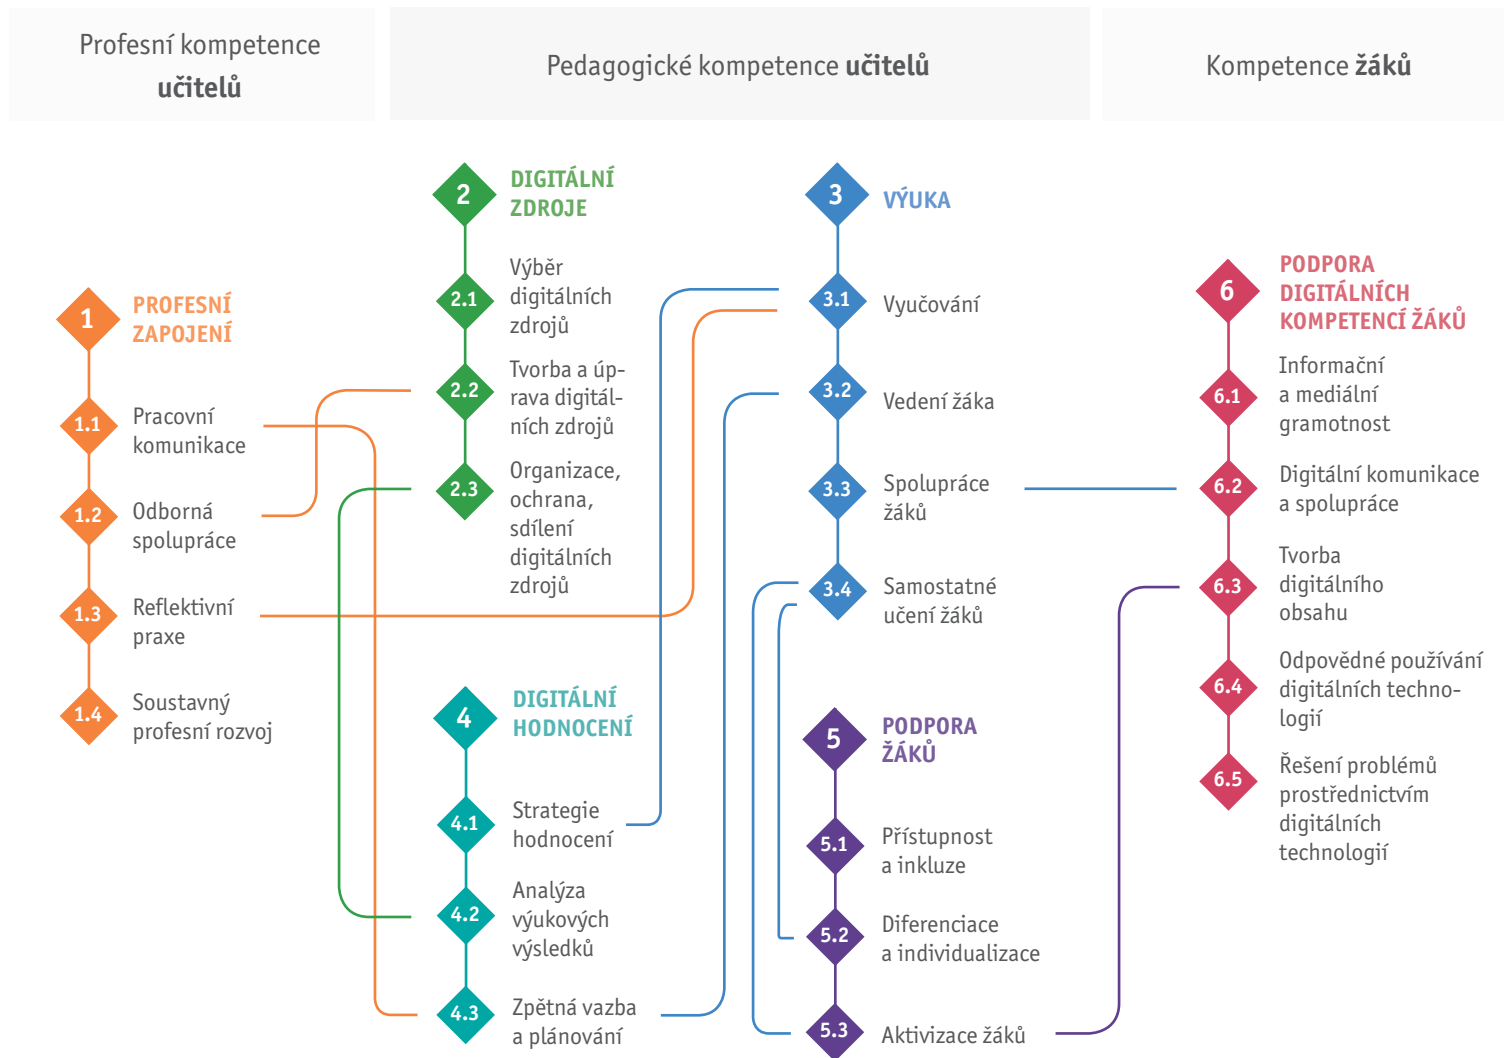 Profesní kompetence
učitelů
Pedagogické kompetence učitelů
Kompetence žáků
1
PROFESNÍ
ZAPOJENÍ
1.1
Pracovní
komunikace
1.2
Odborná
spolupráce
1.3
Reflektivní
praxe
1.4
Soustavný
profesní rozvoj
2
DIGITÁLNÍ
ZDROJE
2.1
Výběr
digitálních
zdrojů
2.2
Tvorba a úp-
rava digitál-
ních zdrojů
2.3
Organizace,
ochrana,
sdílení
digitálních
zdrojů
3
VÝUKA
3.1
Vyučování
3.2
Vedení žáka
3.3
Spolupráce
žáků
3.4
Samostatné
učení žáků
4
DIGITÁLNÍ
HODNOCENÍ
4.1
Strategie
hodnocení
4.2
Analýza
výukových
výsledků
4.3
Zpětná vazba
a plánování
5
PODPORA
ŽÁKŮ
5.1
Přístupnost
a inkluze
5.2
Diferenciace
a individualizace
5.3
Aktivizace žáků
6
PODPORA
DIGITÁLNÍCH
KOMPETENCÍ ŽÁKŮ
6.1
Informační
a mediální
gramotnost
6.2
Digitální komunikace
a spolupráce
6.3
Tvorba
digitálního
obsahu
6.4
Odpovědné používání
digitálních techno-
logií
6.5
Řešení problémů
prostřednictvím
digitálních
technologií